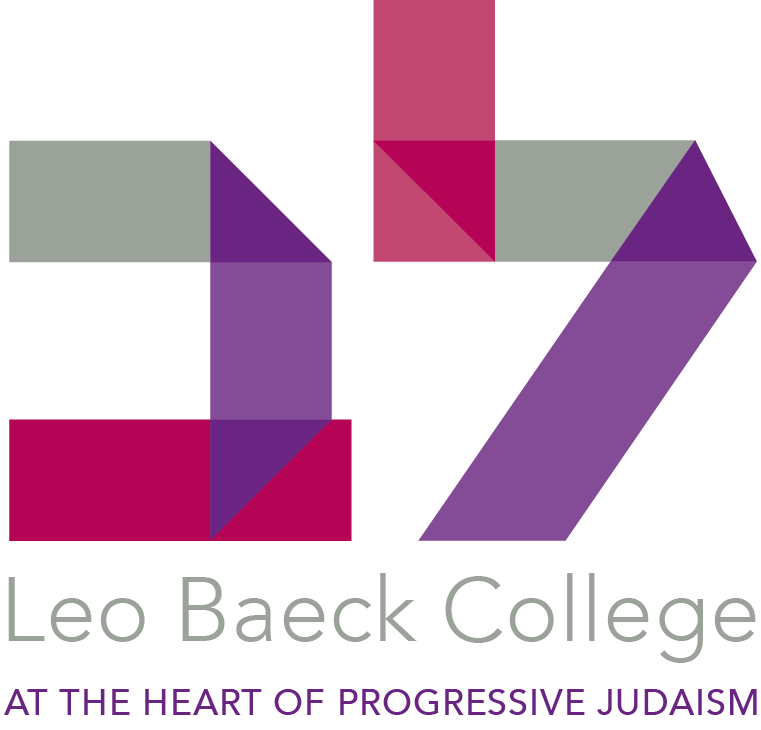 לב
Leo Baeck College
AT THE HEART OF PROGRESSIVE JUDAISM